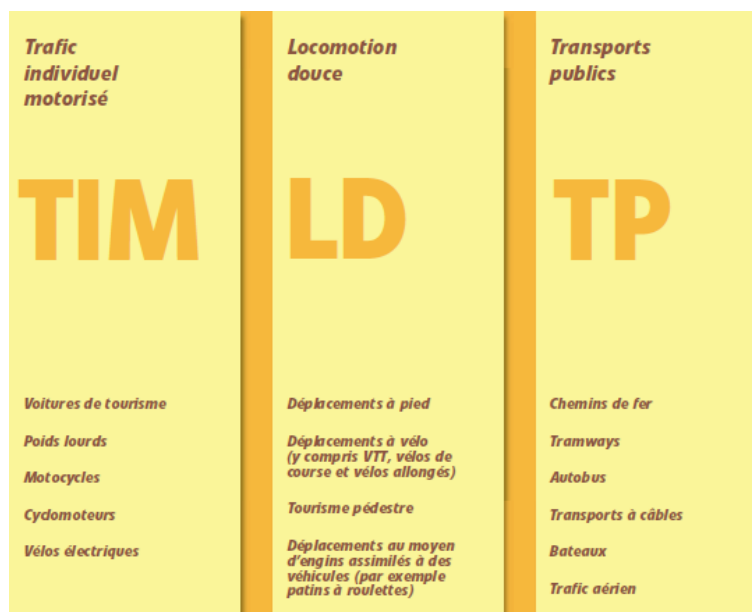 Trafic
individuel
motorisé
TIM
Voitures de tourisme
Poids lourds
Motocycles
Cyclomoteurs
Vélos électriques
Locomotion
douce
LD
Déplacements à pied
Déplacements à vélo
(y compris VTT, vélos de
course et vélos allongés)
Tourisme pédestre
Déplacements au moyen
d'engins assimilés à des
véhicules (par exemple
patins à roulettes)
Transports
publics
TP
Chemins de fer
Tramways
Autobus
Transports à câbles
Bateaux
Trafic aérien